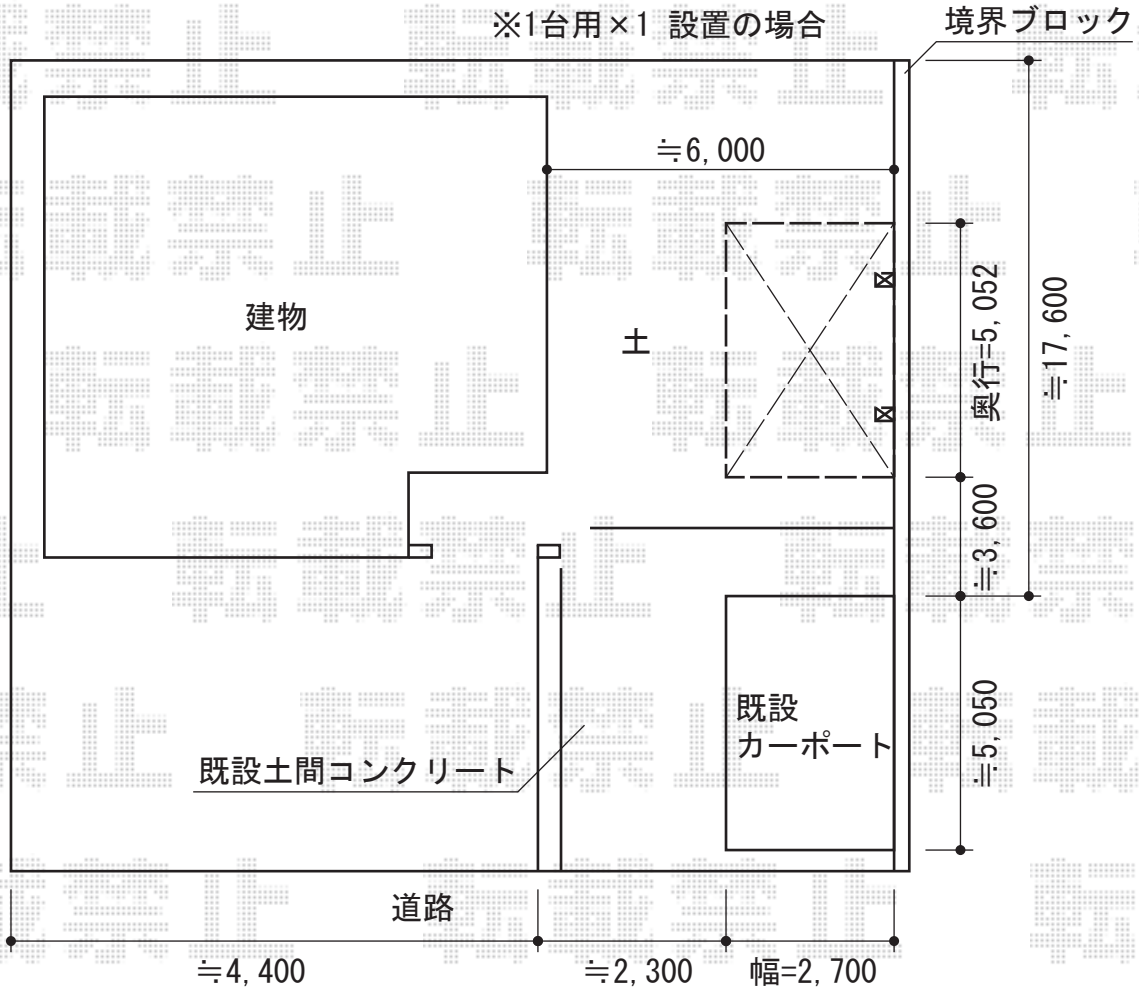 ※1台用×1 設置の場合
境界ブロック
≒6,000
建物
土
奥行=5,052
≒17,600
≒3,600
既設
カーポート
≒5,050
既設土間コンクリート
道路
≒4,400
≒2,300
幅=2,700
転載禁止